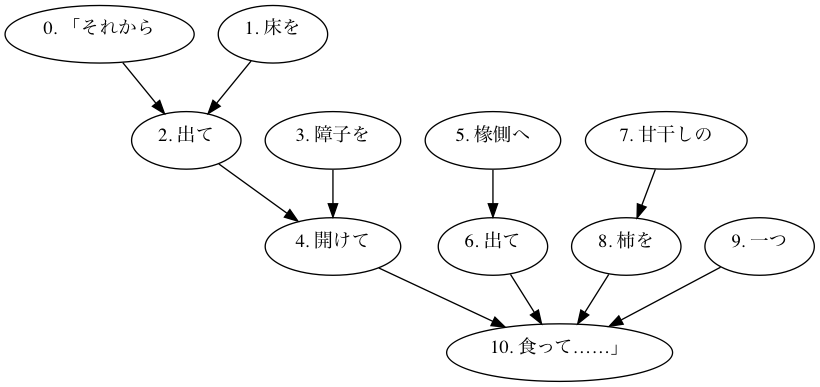 0. 「それから
1. 床を
2. 出て
3. 障子を
5. 椽側へ
7. 甘干しの
4. 開けて
6. 出て
8. 柿を
9. 一つ
10. 食って……」